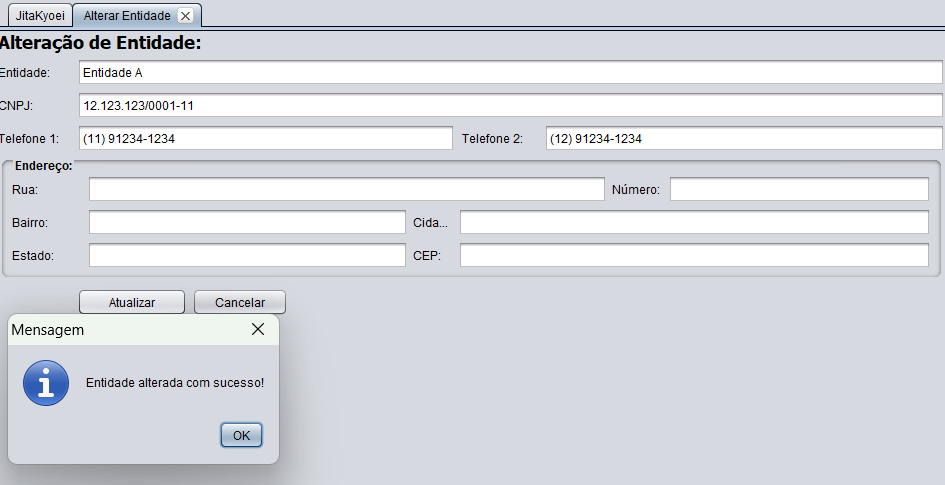 JitaKyoei Alterar Entidade
Alteração de Entidade:
Entidade: Entidade A
CNPJ: 12.123.123/0001-11
Telefone 1: (11) 91234-1234 Telefone 2: (12) 91234-1234
Endereço:
Rua: Número:
Bairro: Cida...
Estado: CEP:
Atualizar Cancelar
Mensagem
Entidade alterada com sucesso!
OK